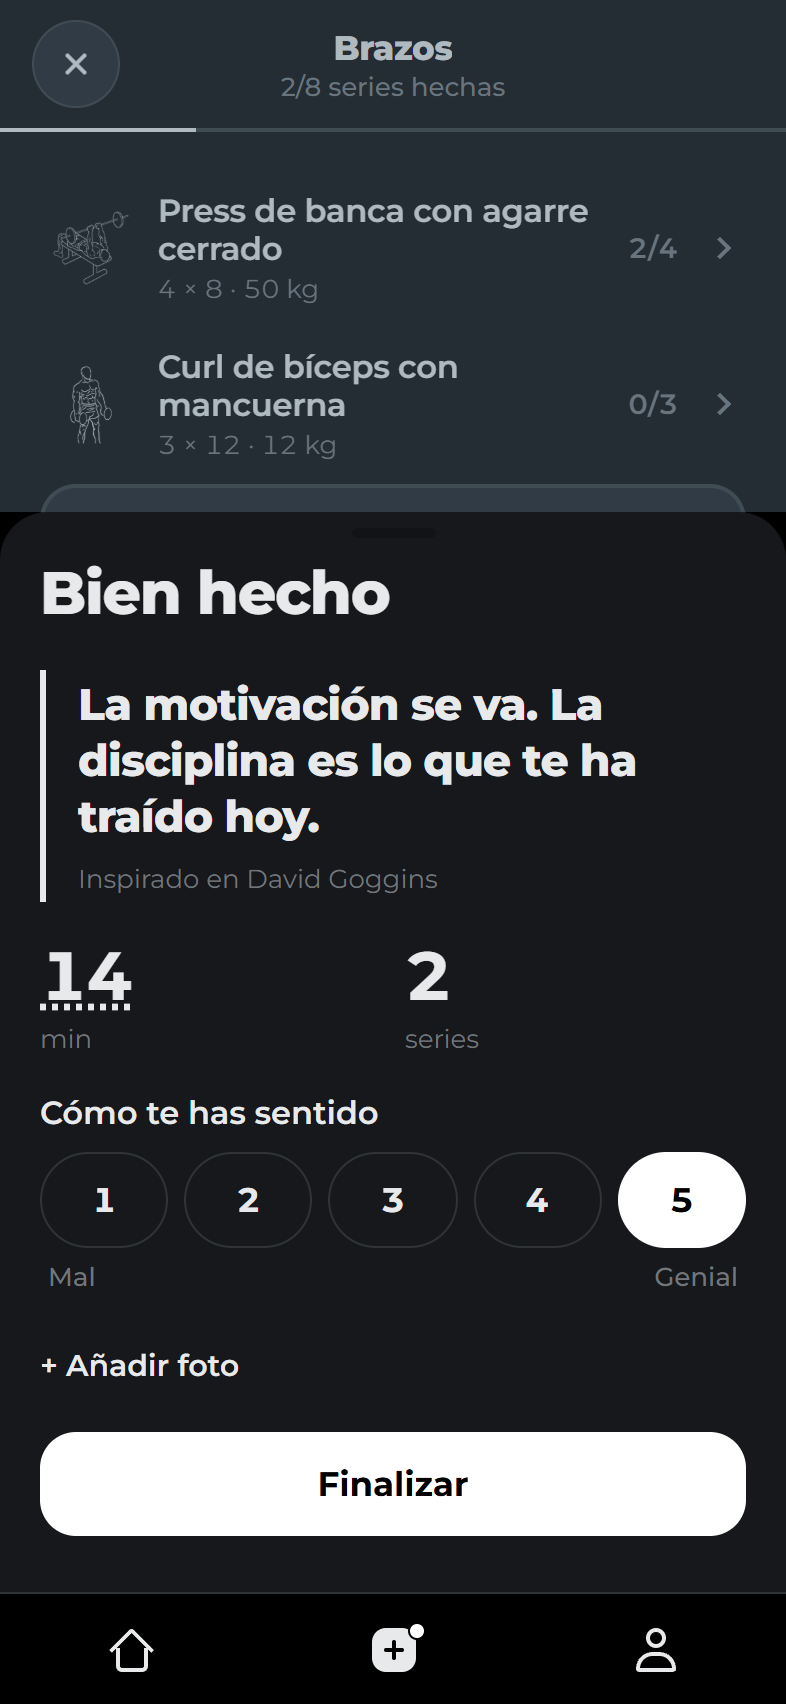 Brazos
2/8 series hechas
Press de banca con agarre
cerrado
2/4
4 × 8 · 50 kg
Curl de bíceps con
mancuerna
0/3
3 × 12 · 12 kg
Bien hecho
La motivación se va. La
disciplina es lo que te ha
traído hoy.
Inspirado en David Goggins
14
min
2
series
Cómo te has sentido
1 2 3 4 5
Mal
Genial
+ Añadir foto
Finalizar